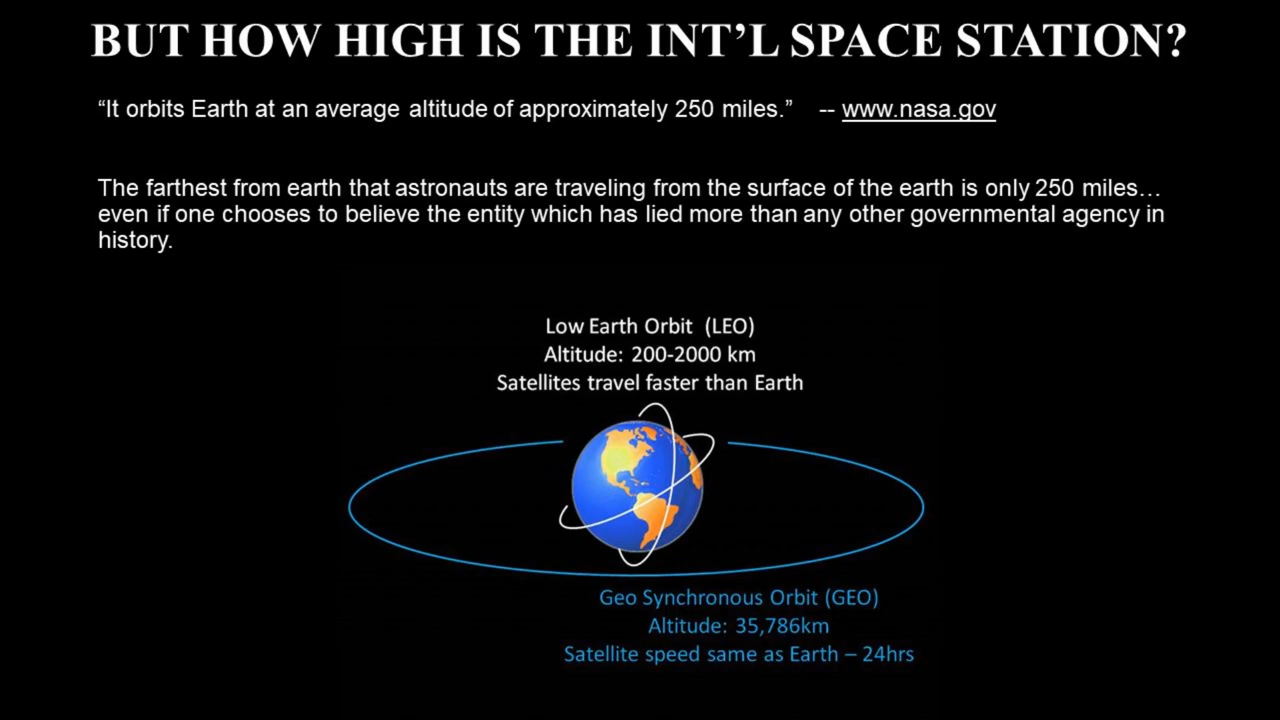 BUT HOW HIGH IS THE INT’L SPACE STATION?
“It orbits Earth at an average altitude of approximately 250 miles.” -- www.nasa.gov
The farthest from earth that astronauts are traveling from the surface of the earth is only 250 miles…
even if one chooses to believe the entity which has lied more than any other governmental agency in
history.
Low Earth Orbit (LEO)
Altitude: 200-2000 km
Satellites travel faster than Earth
Geo Synchronous Orbit (GEO)
Altitude: 35,786km
Satellite speed same as Earth – 24hrs